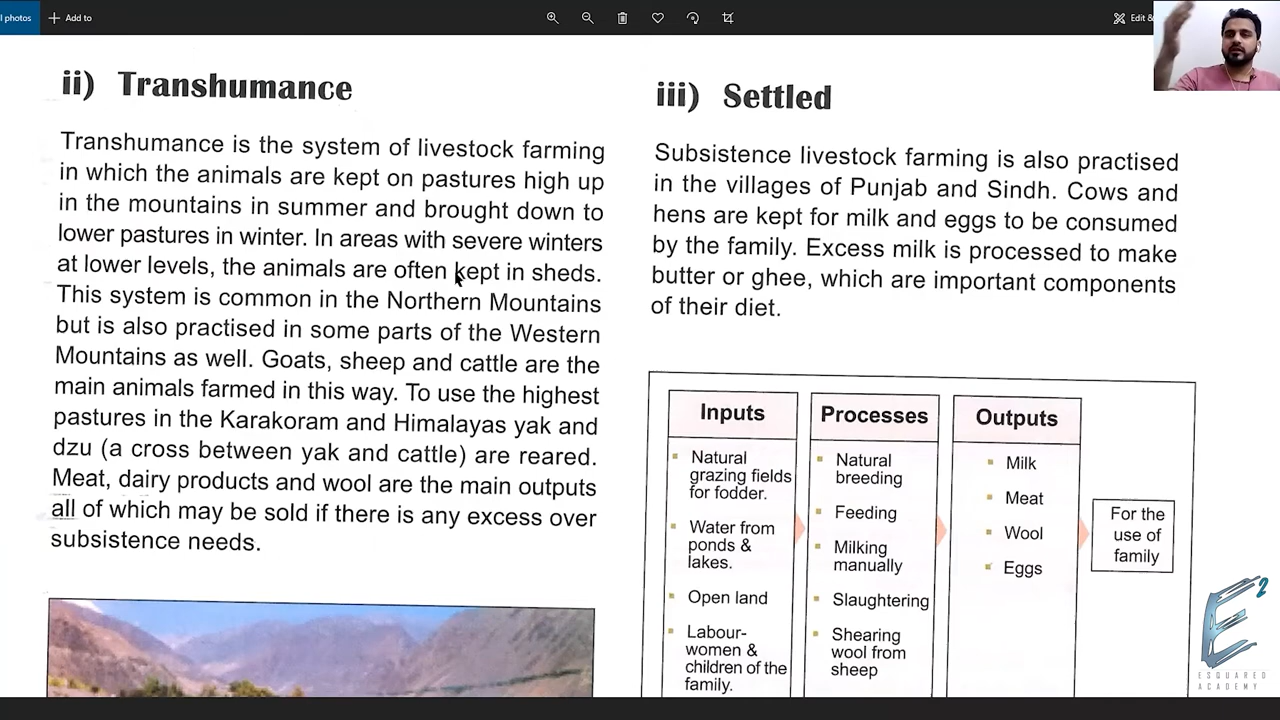 l photos
Add to
Edit &
ii) Transhumance
Transhumance is the system of livestock farming
in which the animals are kept on pastures high up
in the mountains in summer and brought down to
lower pastures in winter. In areas with severe winters
at lower levels, the animals are often kept in sheds.
This system is common in the Northern Mountains
but is also practised in some parts of the Western
Mountains as well. Goats, sheep and cattle are the
main animals farmed in this way. To use the highest
pastures in the Karakoram and Himalayas yak and
dzu (a cross between yak and cattle) are reared.
Meat, dairy products and wool are the main outputs
all of which may be sold if there is any excess over
subsistence needs.
iii) Settled
Subsistence livestock farming is also practised
in the villages of Punjab and Sindh. Cows and
hens are kept for milk and eggs to be consumed
by the family. Excess milk is processed to make
butter or ghee, which are important components
of their diet.
Inputs
Natural
grazing fields
for fodder.
Water from
ponds &
lakes.
Open land
Labour-
women &
children of the
family.
Processes
Natural
breeding
Feeding
Milking
manually
Slaughtering
Shearing
wool from
sheep
Outputs
Milk
Meat
Wool
Eggs
For the
use of
family
E2
ESQUARED
ACADEMY